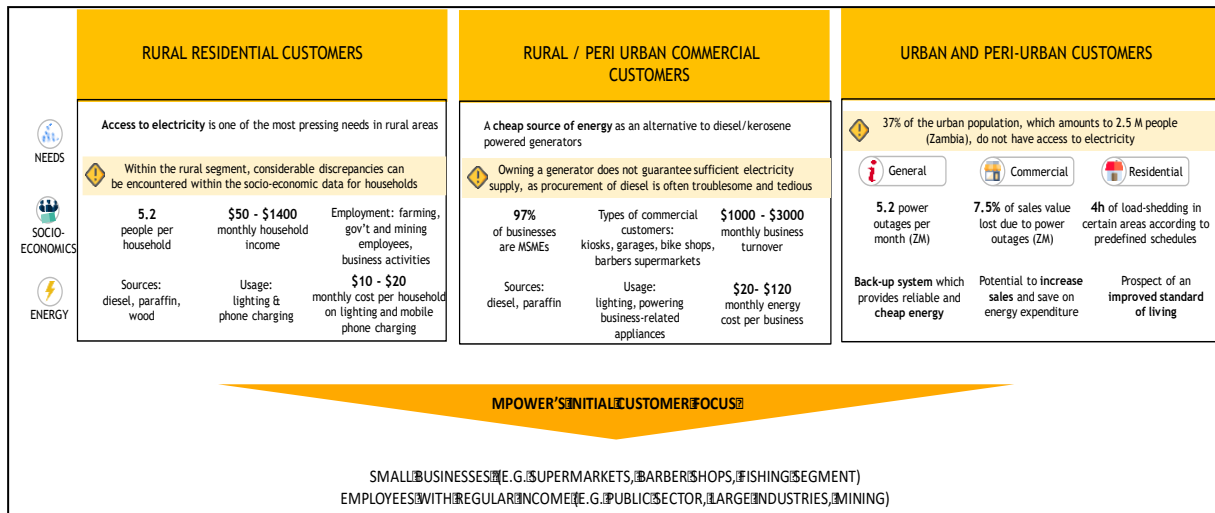 RURAL RESIDENTIAL CUSTOMERS
RURAL / PERI URBAN COMMERCIAL
CUSTOMERS
URBAN AND PERI-URBAN CUSTOMERS
NEEDS
Access to electricity is one of the most pressing needs in rural areas
Within the rural segment, considerable discrepancies can
be encountered within the socio-economic data for households
A cheap source of energy as an alternative to diesel/kerosene
powered generators
Owning a generator does not guarantee sufficient electricity
supply, as procurement of diesel is often troublesome and tedious
37% of the urban population, which amounts to 2.5 M people
(Zambia), do not have access to electricity
General
Commercial
Residential
SOCIO-
ECONOMICS
5.2
people per
household
$50 - $1400
monthly household
income
Employment: farming,
gov't and mining
employees,
business activities
97%
of businesses
are MSMEs
Types of commercial
customers:
kiosks, garages, bike shops,
barbers supermarkets
$1000 - $3000
monthly business
turnover
5.2 power
outages per
month (ZM)
7.5% of sales value
lost due to power
outages (ZM)
4h of load-shedding in
certain areas according to
predefined schedules
ENERGY
Sources:
diesel, paraffin,
wood
Usage:
lighting &
phone charging
$10 - $20
monthly cost per household
on lighting and mobile
phone charging
Sources:
diesel, paraffin
Usage:
lighting, powering
business-related
appliances
$20- $120
monthly energy
cost per business
Back-up system which
provides reliable and
cheap energy
Potential to increase
sales and save on
energy expenditure
Prospect of an
improved standard
of living
MPOWER'S INITIAL CUSTOMER FOCUS
SMALL BUSINESSES (E.G. SUPERMARKETS, BARBER SHOPS, FISHING SEGMENT)
EMPLOYEES WITH REGULAR INCOME (E.G. PUBLIC SECTOR, LARGE INDUSTRIES, MINING)